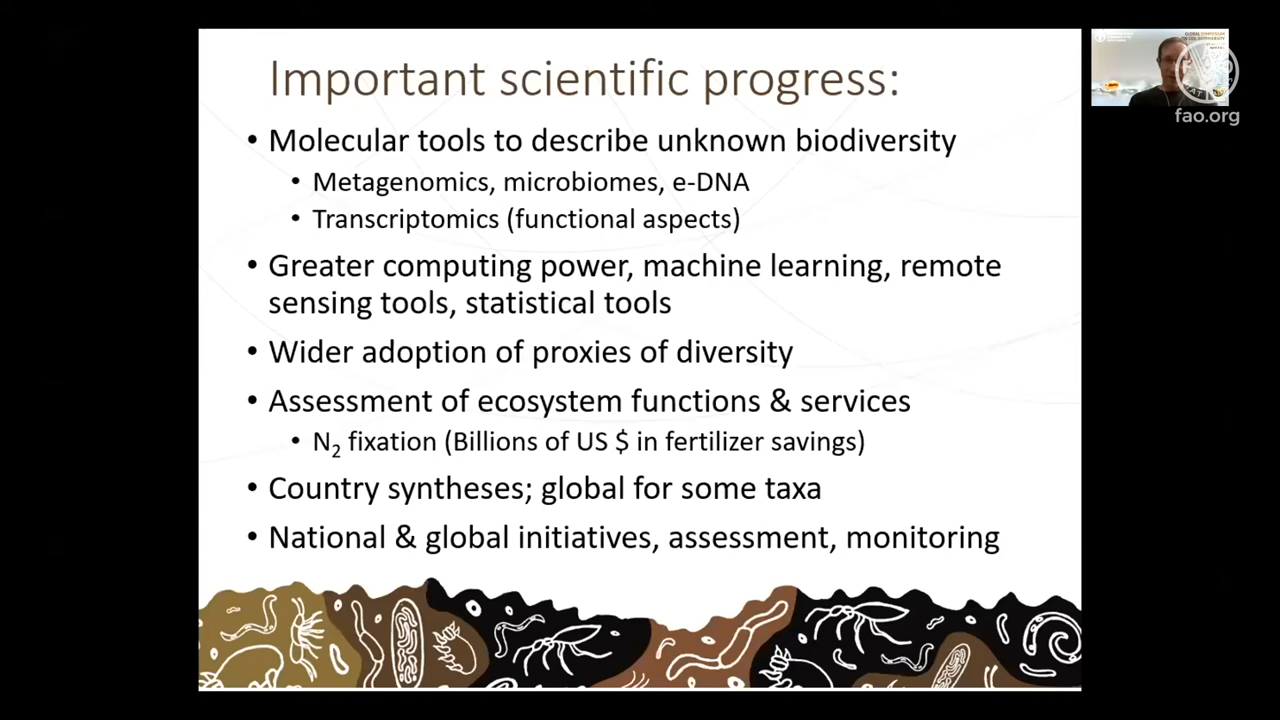 Important scientific progress:
• Molecular tools to describe unknown biodiversity
• Metagenomics, microbiomes, e-DNA
• Transcriptomics (functional aspects)
• Greater computing power, machine learning, remote
sensing tools, statistical tools
• Wider adoption of proxies of diversity
• Assessment of ecosystem functions & services
• N₂ fixation (Billions of US $ in fertilizer savings)
• Country syntheses; global for some taxa
• National & global initiatives, assessment, monitoring
GLOBAL SYMPOSIUM
fao.org